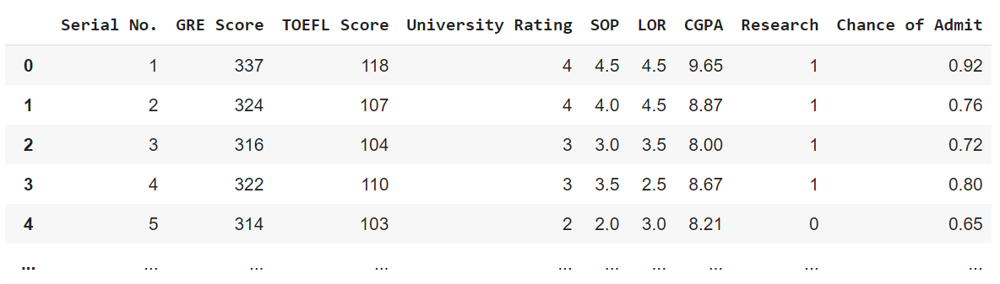 Serial No. GRE Score TOEFL Score University Rating SOP LOR CGPA Research Chance of Admit
0 1 337 118 4 4.5 4.5 9.65 1 0.92
1 2 324 107 4 4.0 4.5 8.87 1 0.76
2 3 316 104 3 3.0 3.5 8.00 1 0.72
3 4 322 110 3 3.5 2.5 8.67 1 0.80
4 5 314 103 2 2.0 3.0 8.21 0 0.65
... ... ... ... ... ... ... ... ... ...